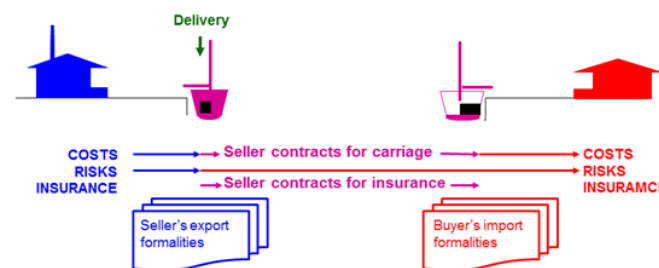 Delivery
COSTS Seller contracts for carriage COSTS
RISKS RISKS
INSURANCE Seller contracts for insurance INSURAMCE
Seller's export
formalities
Buyer's import
formalities